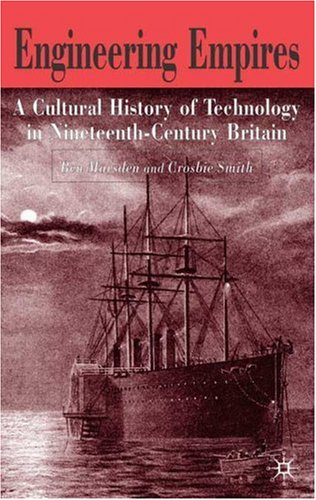 Engineering Empires
A Cultural History of Technology
in Nineteenth-Century Britain
Ben Marsden and Crosbie Smith